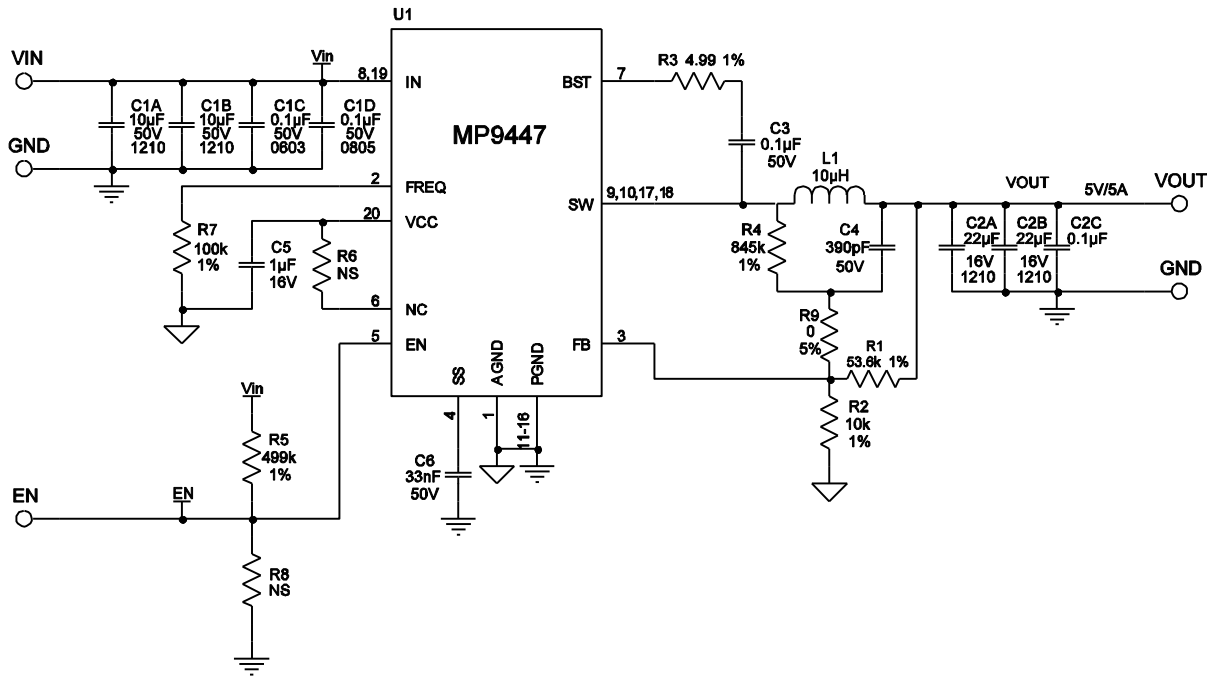 U1
MP9447
VIN
GND
Vin
8,19
IN
C1A
10µF
50V
1210
C1B
10µF
50V
1210
C1C
0.1µF
50V
0603
C1D
0.1µF
50V
0805
2
FREQ
R7
100k
1%
20
VCC
C5
1µF
16V
R6
NS
6
NC
5
EN
Vin
R5
499k
1%
EN
EN
R8
NS
SS
4
C6
33nF
50V
AGND
1
PGND
11-16
BST
7
R3 4.99 1%
C3
0.1µF
50V
SW
9,10,17,18
L1
10µH
R4
845k
1%
C4
390pF
50V
VOUT
5V/5A
VOUT
C2A
22µF
16V
1210
C2B
22µF
16V
1210
C2C
0.1µF
GND
R9
0
5%
FB
3
R1
53.6k 1%
R2
10k
1%